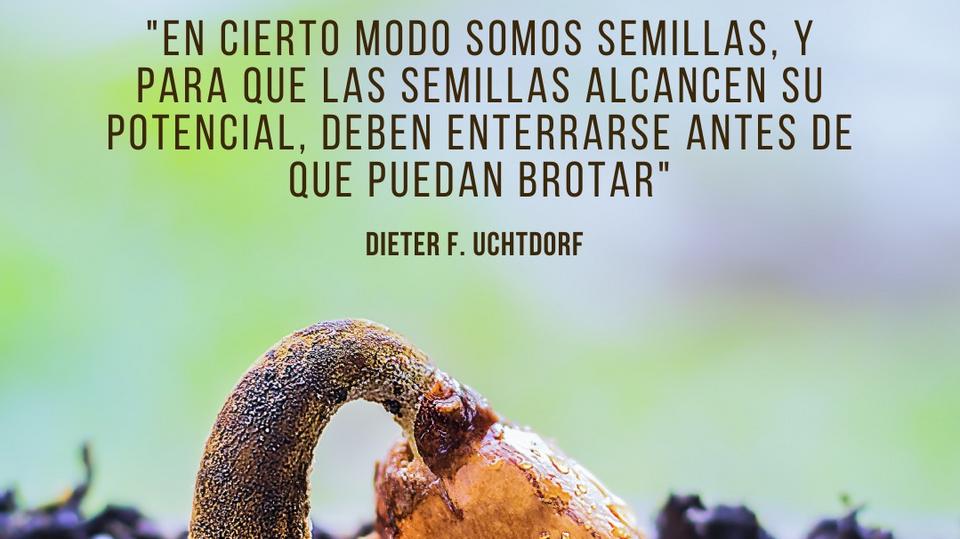 "EN CIERTO MODO SOMOS SEMILLAS, Y
PARA QUE LAS SEMILLAS ALCANCEN SU
POTENCIAL, DEBEN ENTERRARSE ANTES DE
QUE PUEDAN BROTAR"
DIETER F. UCHTDORF